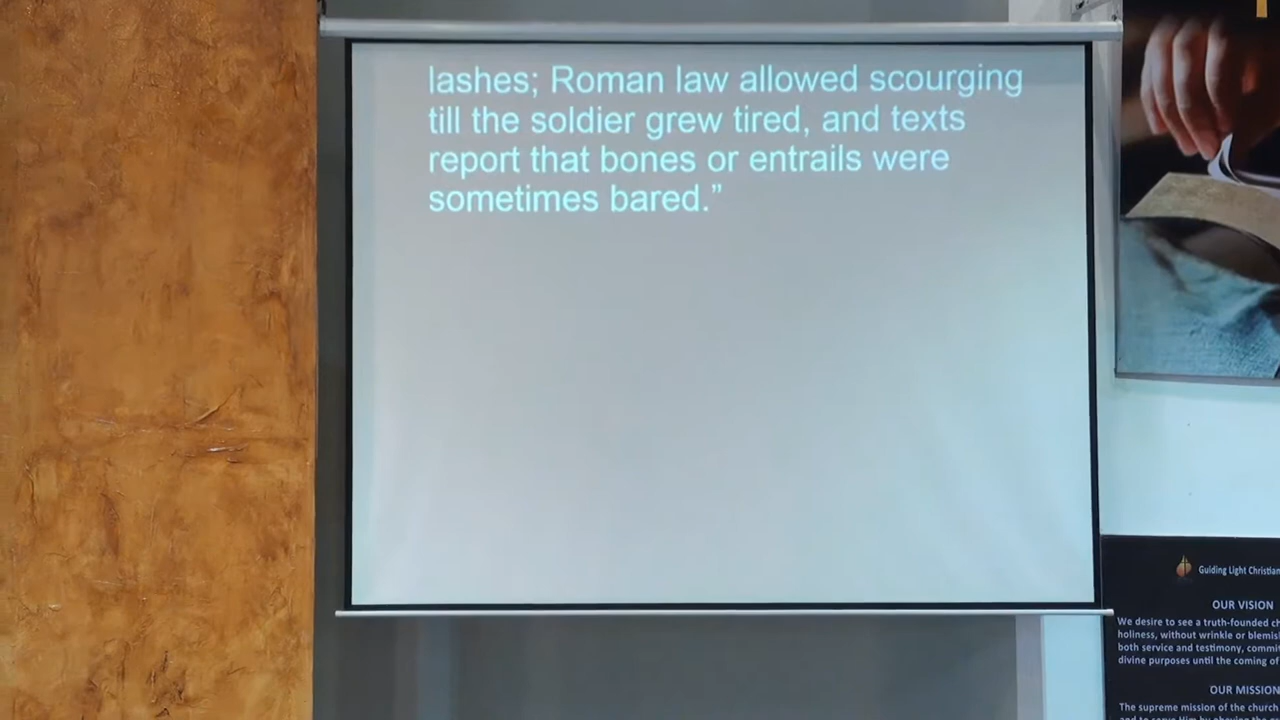 lashes; Roman law allowed scourging
till the soldier grew tired, and texts
report that bones or entrails were
sometimes bared.”
Guiding Light Christian
OUR VISION
We desire to see a truth-founded
holiness, without wrinkle or
both service and testimony,
divine purposes until the coming of
OUR MISSION
The supreme mission of the church